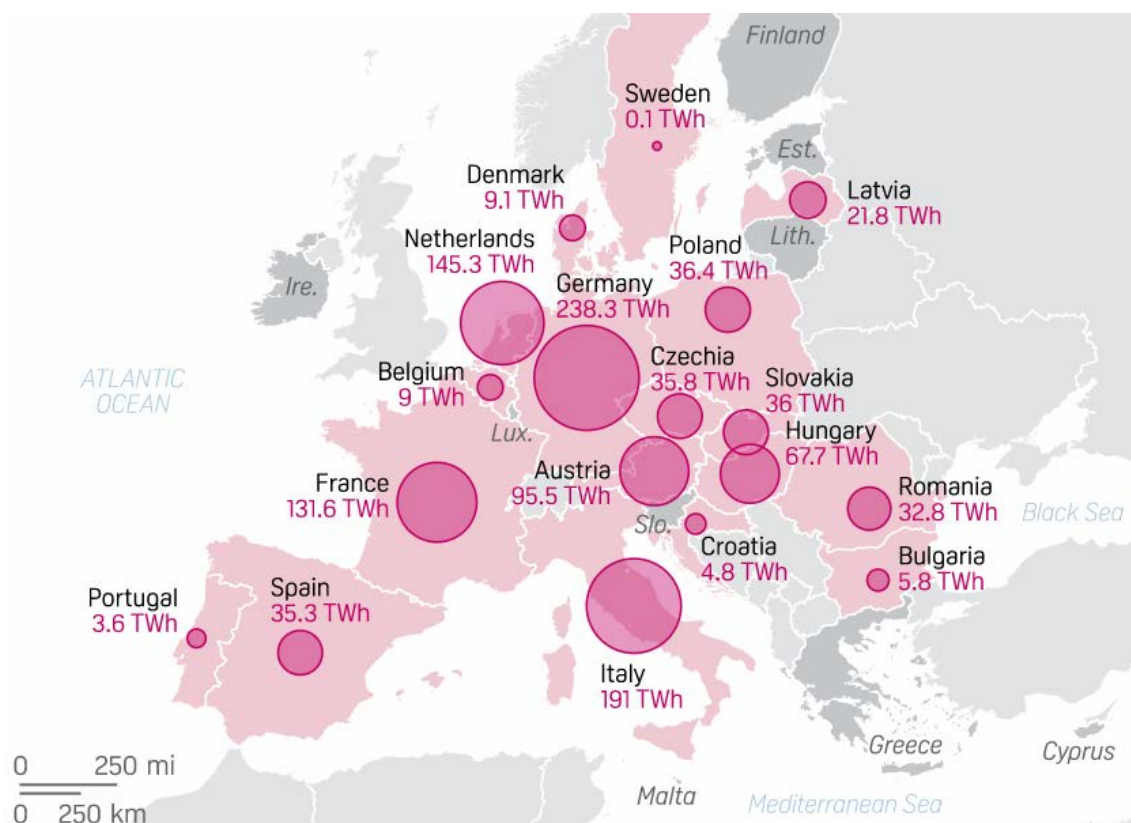 Finland
Sweden
0.1 TWh
Est.
Denmark
9.1 TWh
Latvia
21.8 TWh
Netherlands
145.3 TWh
Poland
36.4 TWh
Lith.
Ire.
Germany
238.3 TWh
Czechia
35.8 TWh
Belgium
9 TWh
Slovakia
36 TWh
ATLANTIC
OCEAN
Lux.
Hungary
67.7 TWh
Austria
95.5 TWh
France
131.6 TWh
Romania
32.8 TWh
Black Sea
Slo.
Croatia
4.8 TWh
Bulgaria
5.8 TWh
Portugal
3.6 TWh
Spain
35.3 TWh
Italy
191 TWh
Greece
Cyprus
0 250 mi
0 250 km
Malta
Mediterranean Sea